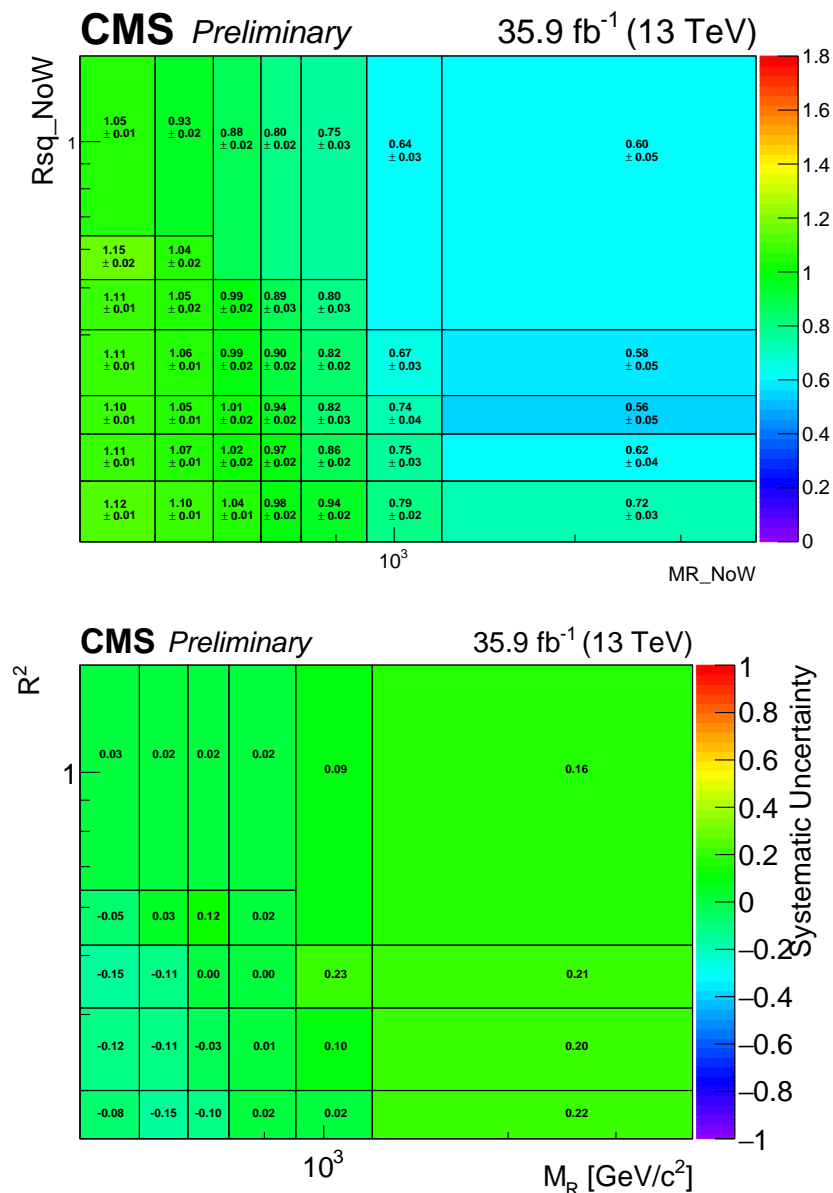 CMS Preliminary 35.9 fb⁻¹ (13 TeV)
Rsq_NoW
1
1.05 0.93 0.88 0.80 0.75 0.64 0.60
± 0.01 ± 0.02 ± 0.02 ± 0.02 ± 0.03 ± 0.03 ± 0.05
1.15 1.04
± 0.02 ± 0.02
1.11 1.05 0.99 0.89 0.80
± 0.01 ± 0.02 ± 0.02 ± 0.03 ± 0.03
1.11 1.06 0.99 0.90 0.82 0.67 0.58
± 0.01 ± 0.01 ± 0.02 ± 0.02 ± 0.02 ± 0.03 ± 0.05
1.10 1.05 1.01 0.94 0.82 0.74 0.56
± 0.01 ± 0.01 ± 0.02 ± 0.02 ± 0.03 ± 0.04 ± 0.05
1.11 1.07 1.02 0.97 0.86 0.75 0.62
± 0.01 ± 0.01 ± 0.02 ± 0.02 ± 0.02 ± 0.03 ± 0.04
1.12 1.10 1.04 0.98 0.94 0.79 0.72
± 0.01 ± 0.01 ± 0.01 ± 0.02 ± 0.02 ± 0.02 ± 0.03
10³
MR_NoW
1.8
1.6
1.4
1.2
1
0.8
0.6
0.4
0.2
0
CMS Preliminary 35.9 fb⁻¹ (13 TeV)
R²
1
0.03 0.02 0.02 0.02 0.09 0.16
-0.05 0.03 0.12 0.02
-0.15 -0.11 0.00 0.00 0.23 0.21
-0.12 -0.11 -0.03 0.01 0.10 0.20
-0.08 -0.15 -0.10 0.02 0.02 0.22
10³
M_R [GeV/c²]
1
0.8
0.6
0.4
0.2
0
−0.2
−0.4
−0.6
−0.8
−1
Systematic Uncertainty